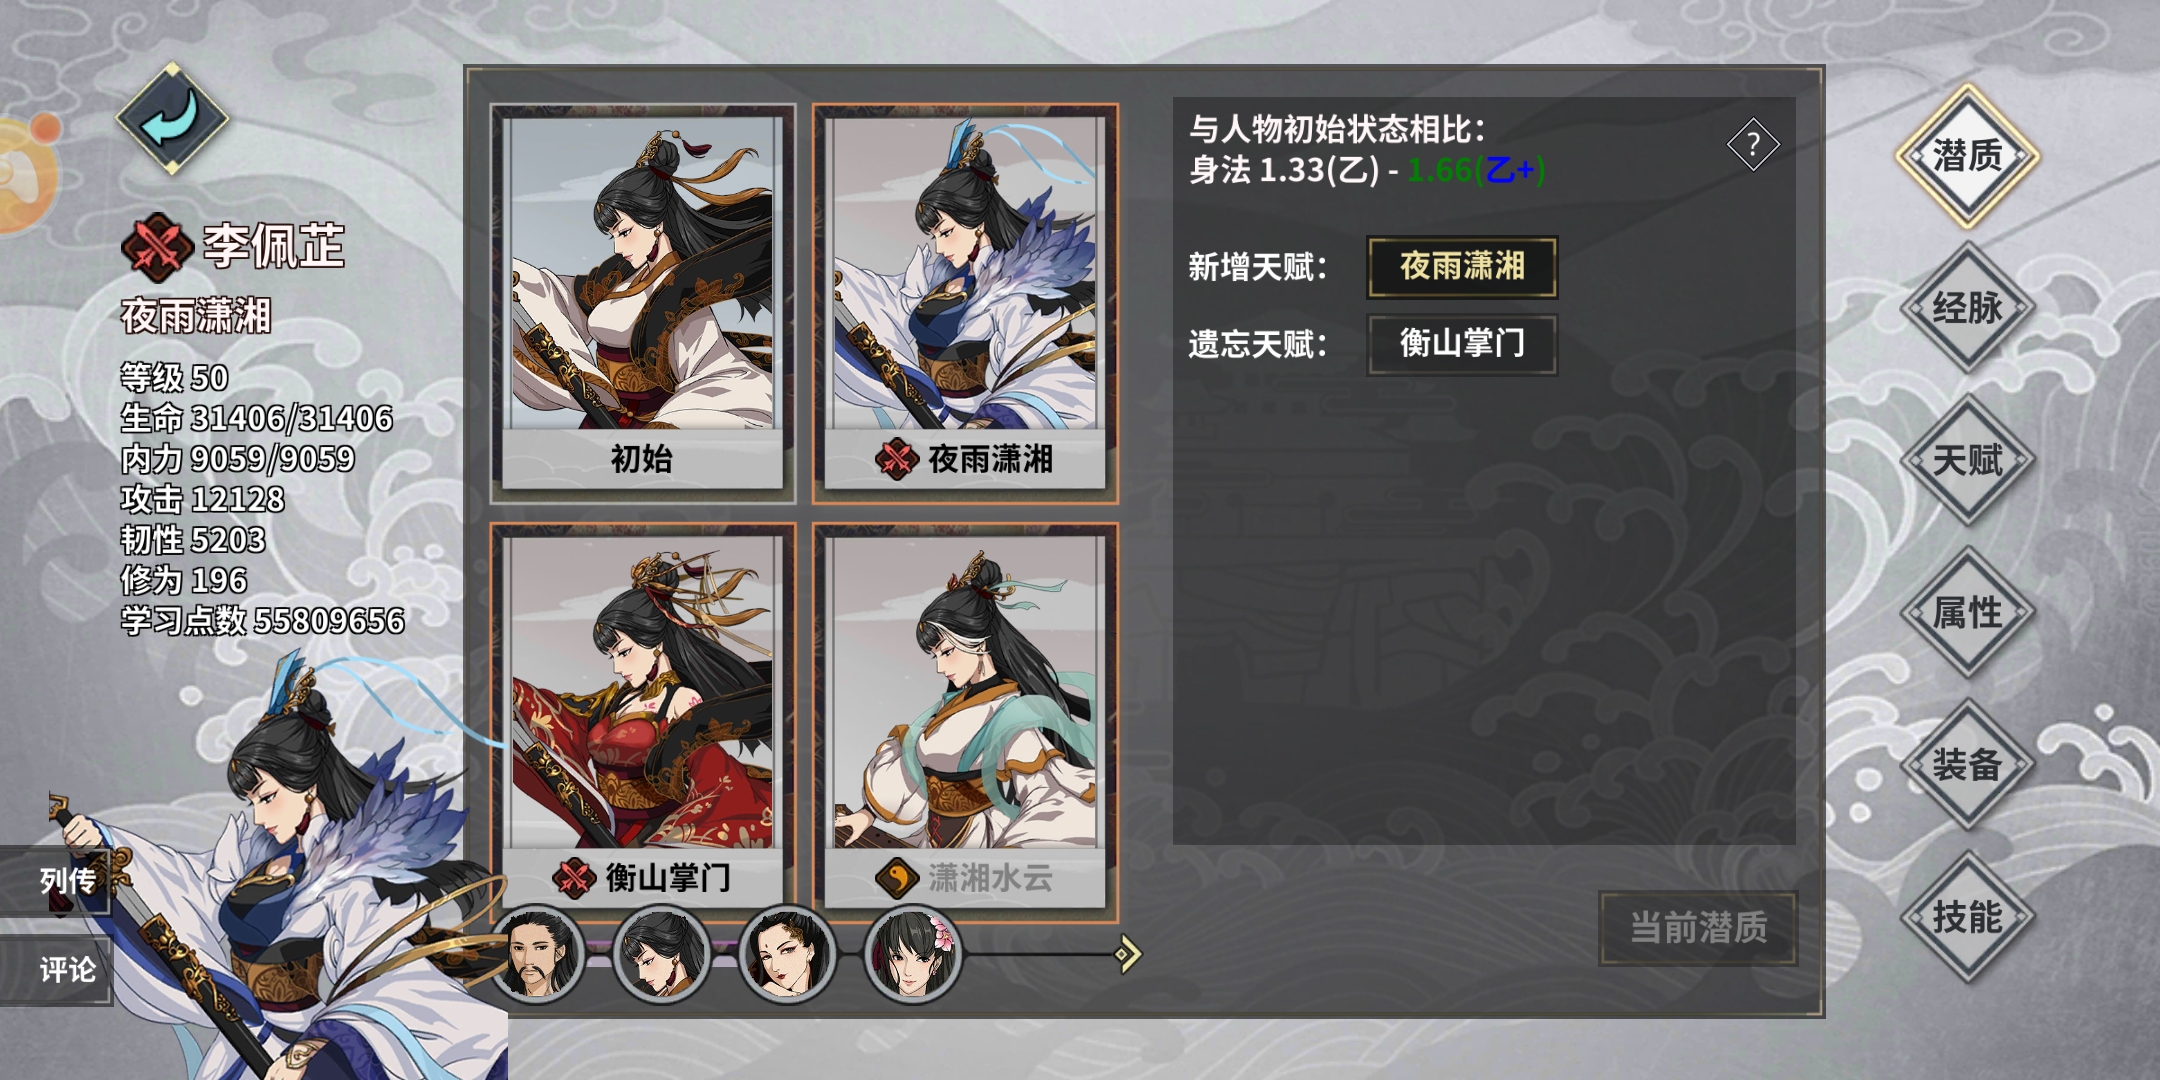 李佩芷
夜雨潇湘
等级 50
生命 31406/31406
内力 9059/9059
攻击 12128
韧性 5203
修为 196
学习点数 55809656
列传
评论
初始
夜雨潇湘
衡山掌门
潇湘水云
与人物初始状态相比：
身法 1.33(乙) - 1.66(乙+)
?
新增天赋： 夜雨潇湘
遗忘天赋： 衡山掌门
当前潜质
潜质
经脉
天赋
属性
装备
技能